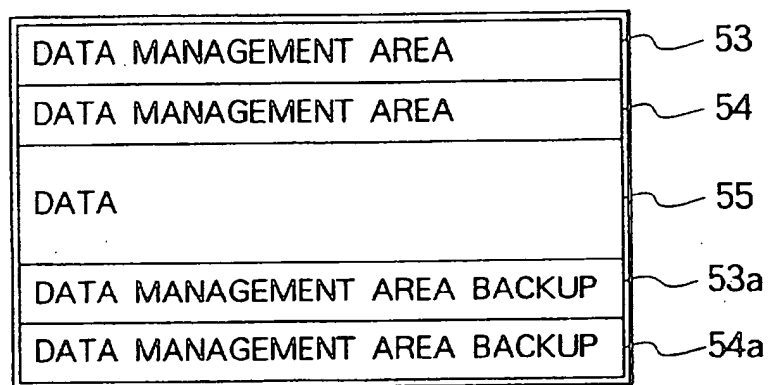 DATA MANAGEMENT AREA 53
DATA MANAGEMENT AREA 54
DATA 55
DATA MANAGEMENT AREA BACKUP 53a
DATA MANAGEMENT AREA BACKUP 54a